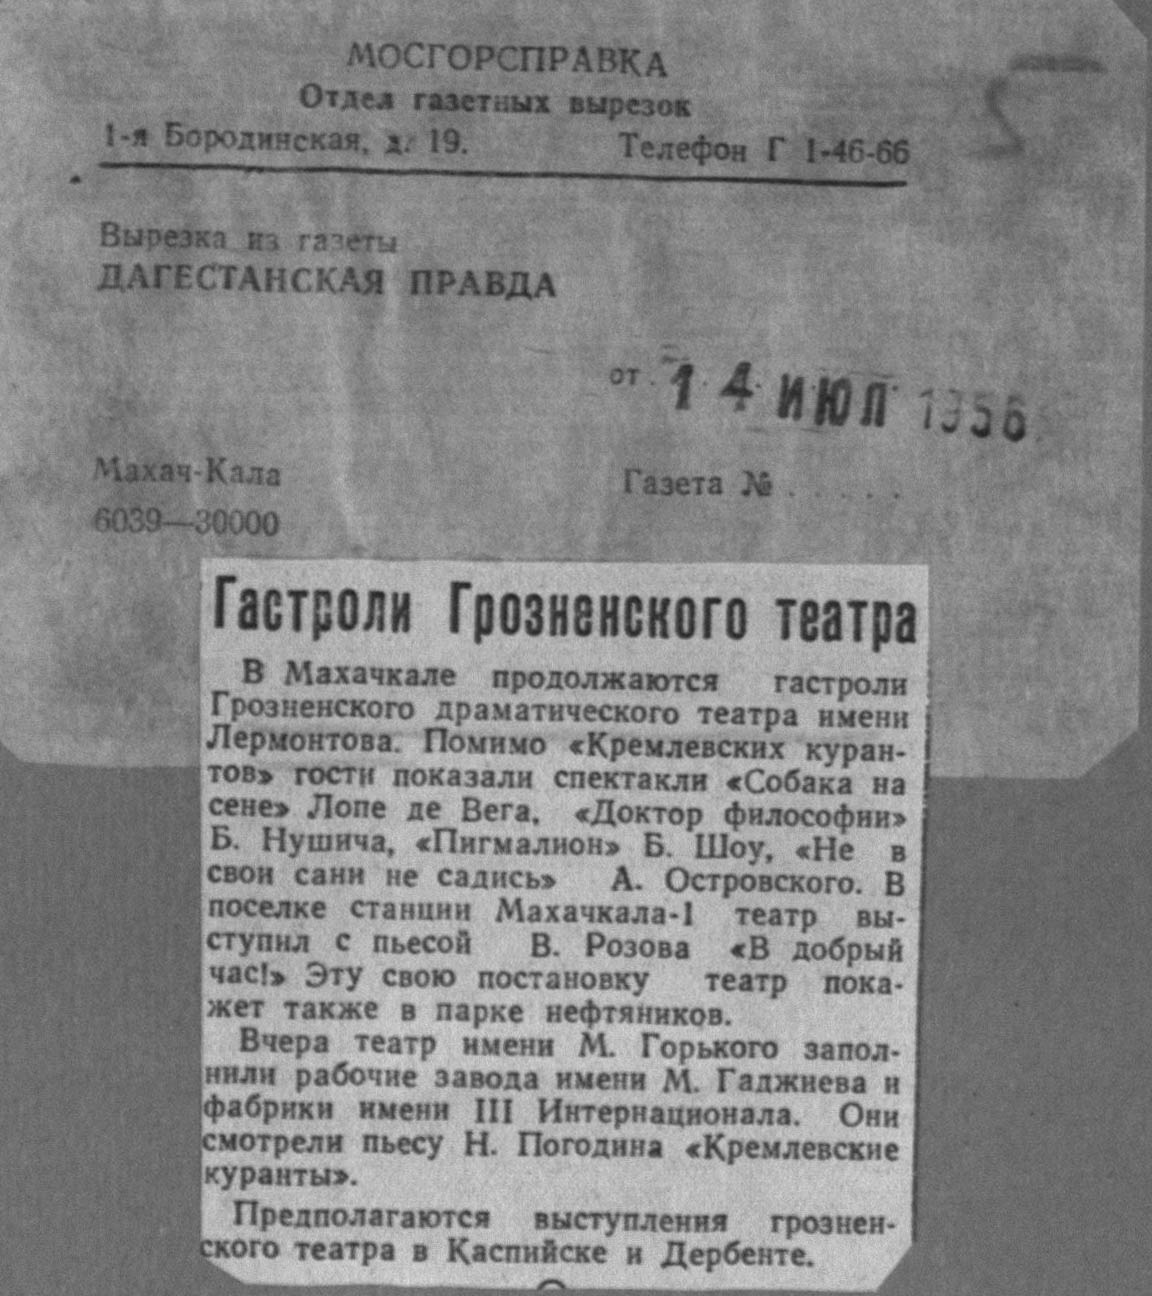 МОСГОРСПРАВКА
Отдел газетных вырезок
1-я Бородинская, д. 19. Телефон Г 1-46-66
Вырезка из газеты
ДАГЕСТАНСКАЯ ПРАВДА
от 14 ИЮЛ 1956
Махач-Кала Газета № . . . . .
6039—30000
Гастроли Грозненского театра
В Махачкале продолжаются гастроли
Грозненского драматического театра имени
Лермонтова. Помимо «Кремлевских куран-
тов» гости показали спектакли «Собака на
сене» Лопе де Вега, «Доктор философии»
Б. Нушича, «Пигмалион» Б. Шоу, «Не в
свои сани не садись» А. Островского. В
поселке станции Махачкала-1 театр вы-
ступил с пьесой В. Розова «В добрый
час!» Эту свою постановку театр пока-
жет также в парке нефтяников.
Вчера театр имени М. Горького запол-
нили рабочие завода имени М. Гаджиева и
фабрики имени III Интернационала. Они
смотрели пьесу Н. Погодина «Кремлевские
куранты».
Предполагаются выступления грознен-
ского театра в Каспийске и Дербенте.